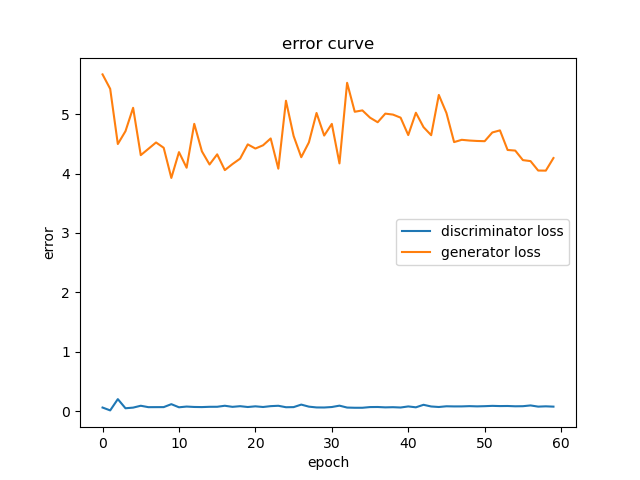 error curve
error
5
4
3
2
1
0
discriminator loss
generator loss
0 10 20 30 40 50 60
epoch